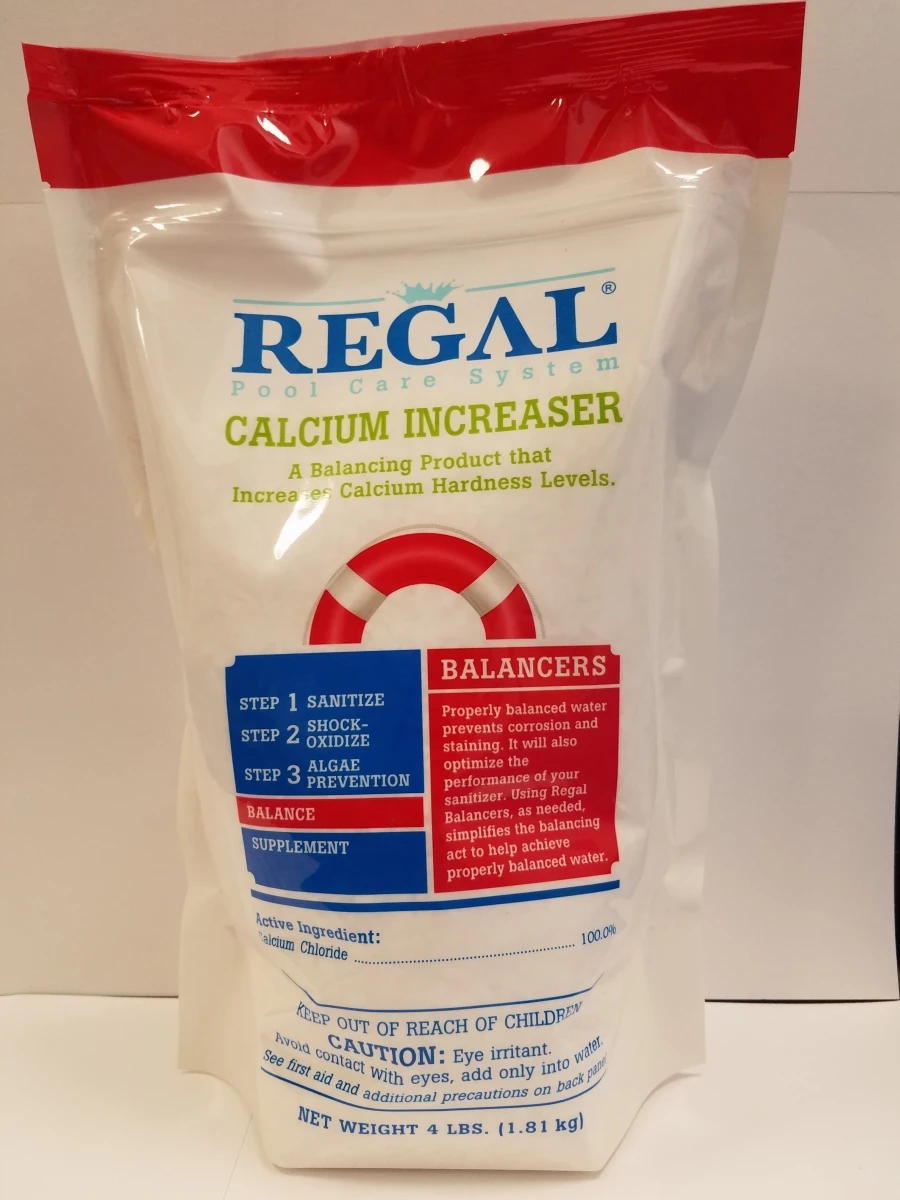 REGAL®
Pool Care System
CALCIUM INCREASER
A Balancing Product that
Increases Calcium Hardness Levels.
STEP 1 SANITIZE
STEP 2 SHOCK-
OXIDIZE
STEP 3 ALGAE
PREVENTION
BALANCE
SUPPLEMENT
BALANCERS
Properly balanced water
prevents corrosion and
staining. It will also
optimize the
performance of your
sanitizer. Using Regal
Balancers, as needed,
simplifies the balancing
act to help achieve
properly balanced water.
Active Ingredient:
Calcium Chloride ........................................ 100.0%
KEEP OUT OF REACH OF CHILDREN
CAUTION: Eye irritant.
Avoid contact with eyes, add only into water.
See first aid and additional precautions on back panel
NET WEIGHT 4 LBS. (1.81 kg)